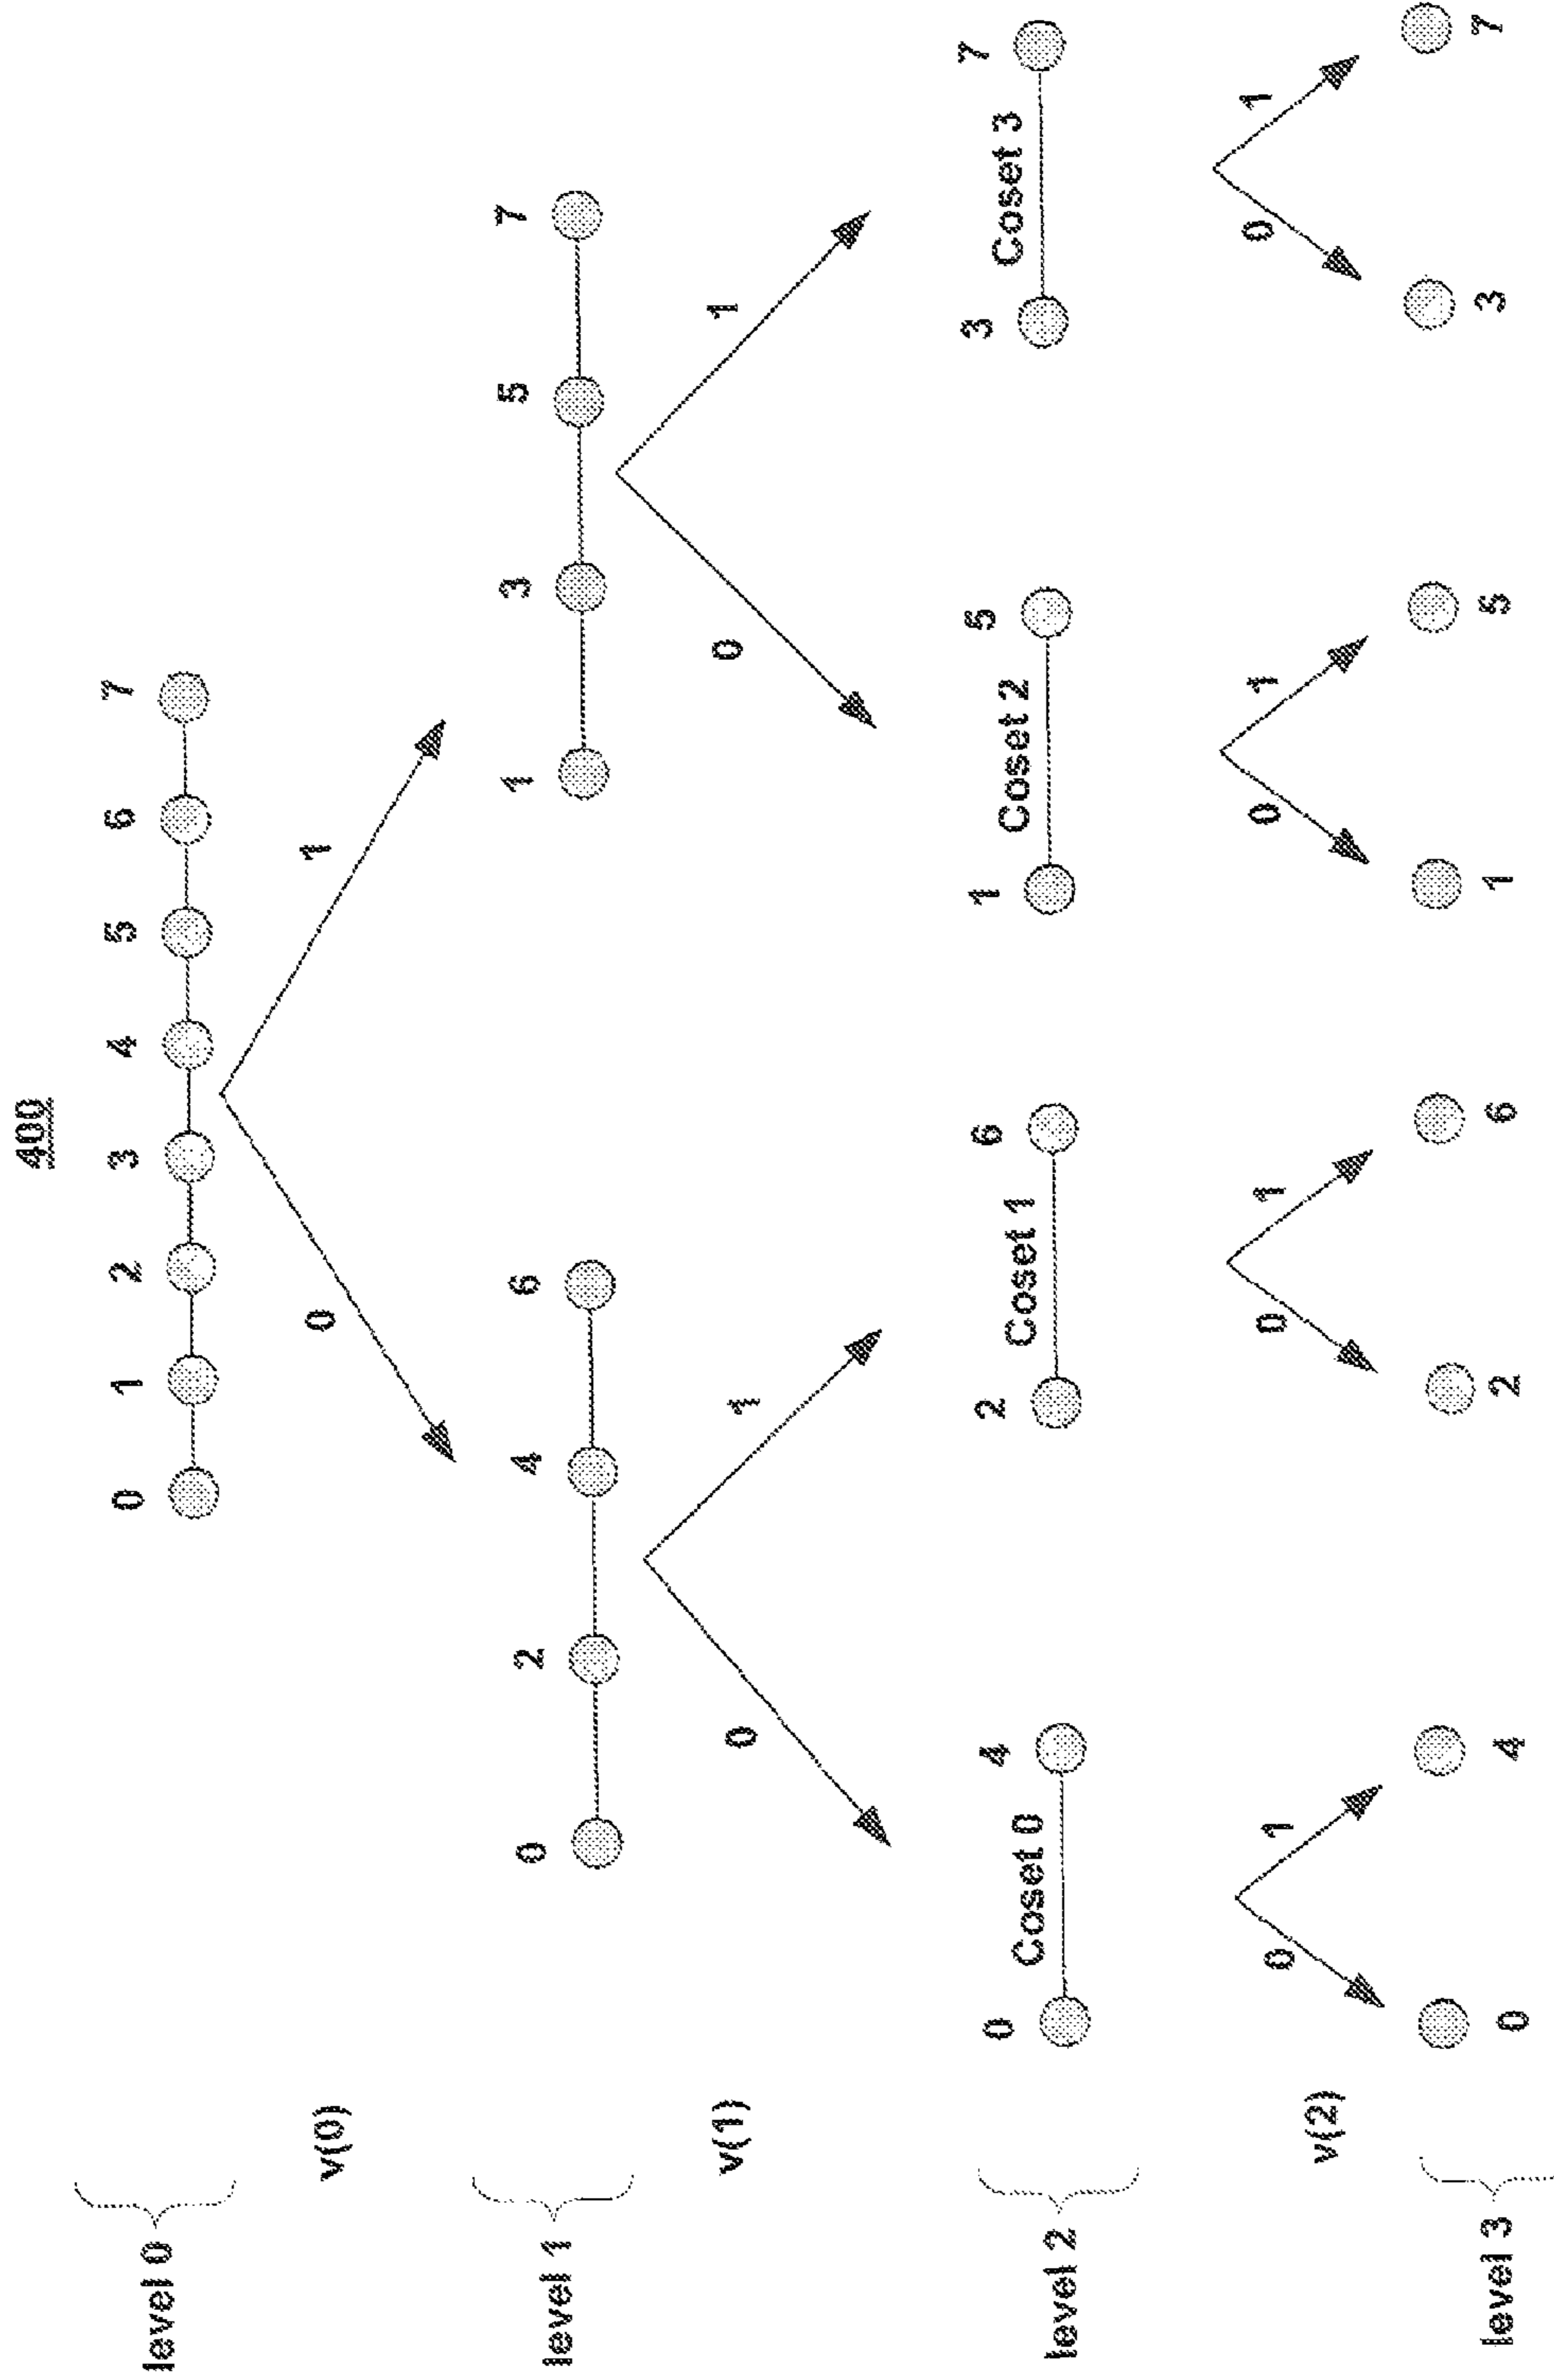 400
0 1 2 3 4 5 6 7
level 0
v(0)
0 1
0 2 4 6 1 3 5 7
level 1
v(1)
0 1 0 1
0 4 2 6 1 5 3 7
Coset 0 Coset 1 Coset 2 Coset 3
level 2
v(2)
0 1 0 1 0 1 0 1
level 3
0 4 2 6 1 5 3 7